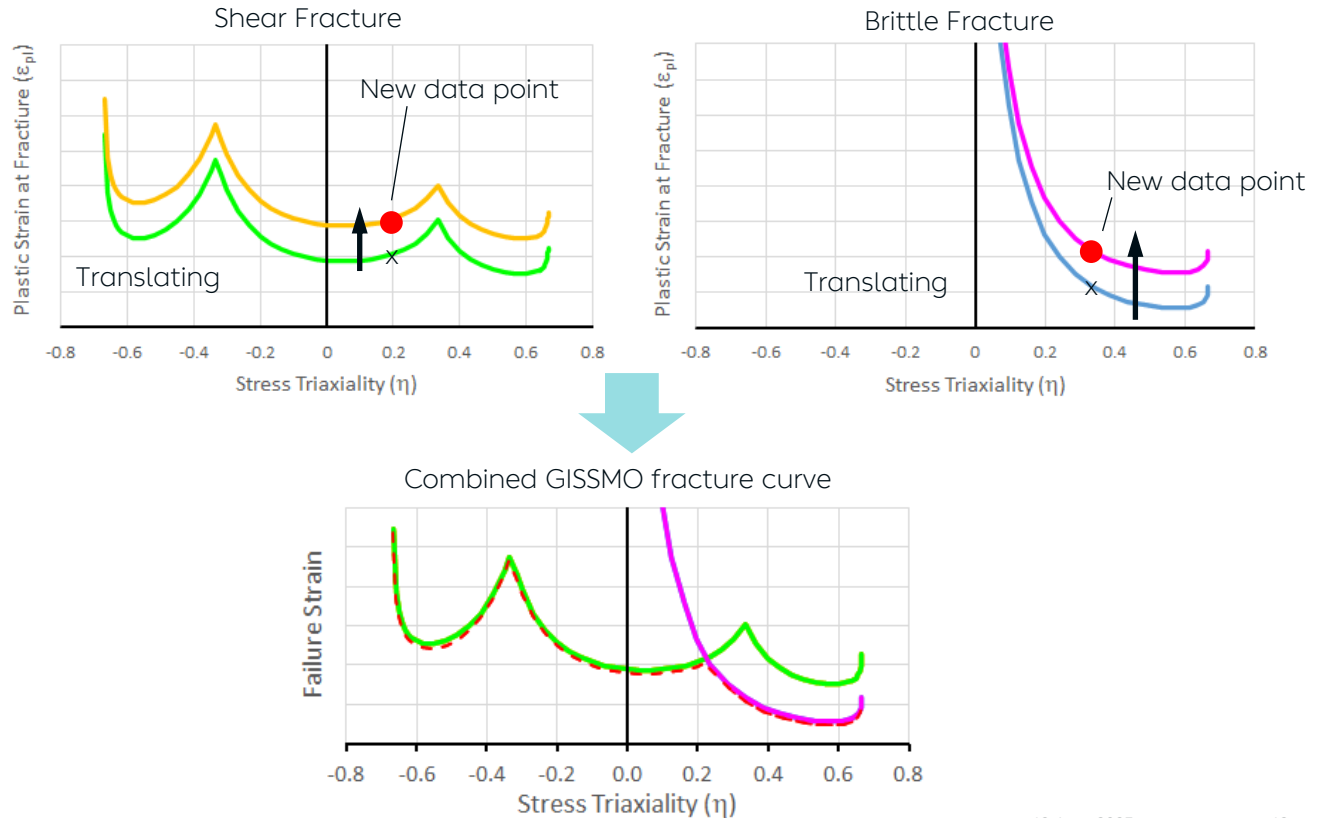 Shear Fracture
Plastic Strain at Fractiure (εpl)
New data point
x
Translating
-0.8 -0.6 -0.4 -0.2 0 0.2 0.4 0.6 0.8
Stress Triaxiality (η)
Brittle Fracture
Plastic Strain at Fracture (εpl)
New data point
x
Translating
-0.8 -0.6 -0.4 -0.2 0 0.2 0.4 0.6 0.8
Stress Triaxiality (η)
Combined GISSMO fracture curve
Failure Strain
-0.8 -0.6 -0.4 -0.2 0.0 0.2 0.4 0.6 0.8
Stress Triaxiality (η)